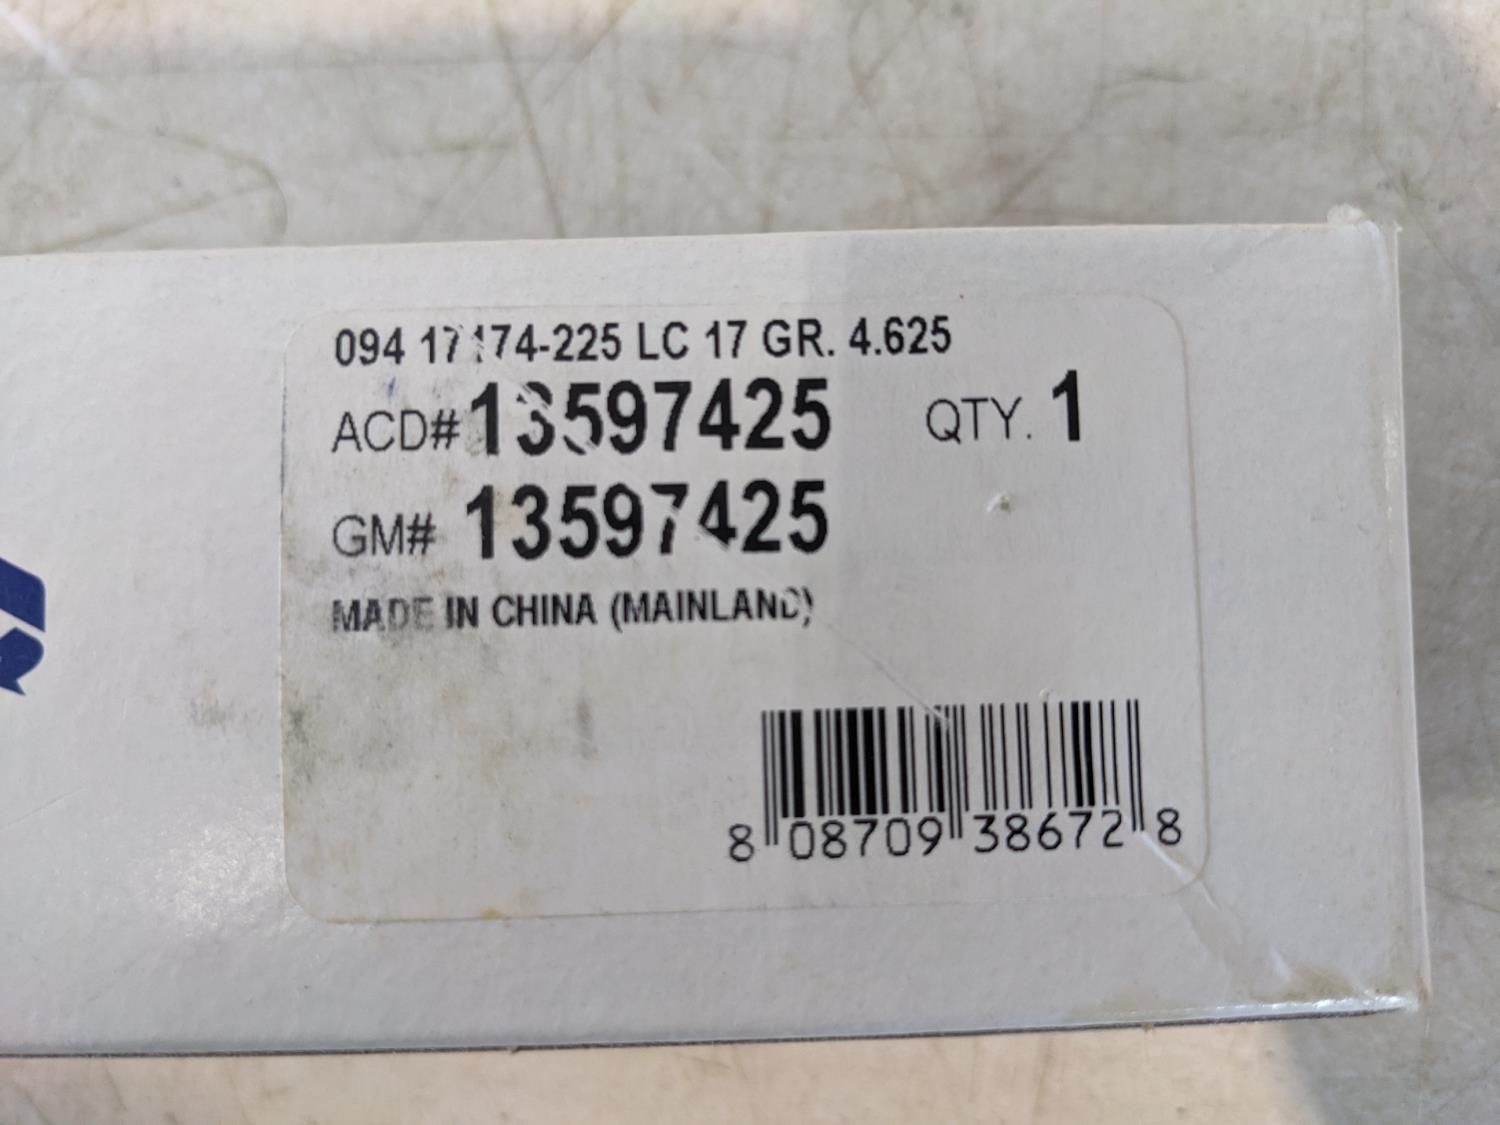 094 17174-225 LC 17 GR. 4.625
ACD# 13597425 QTY. 1
GM# 13597425
MADE IN CHINA (MAINLAND)
8 08709 38672 8